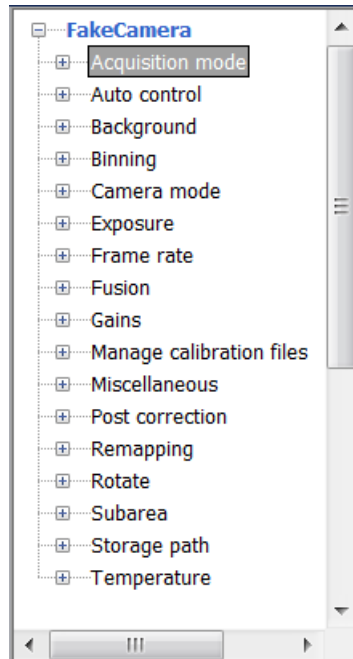 FakeCamera
Acquisition mode
Auto control
Background
Binning
Camera mode
Exposure
Frame rate
Fusion
Gains
Manage calibration files
Miscellaneous
Post correction
Remapping
Rotate
Subarea
Storage path
Temperature